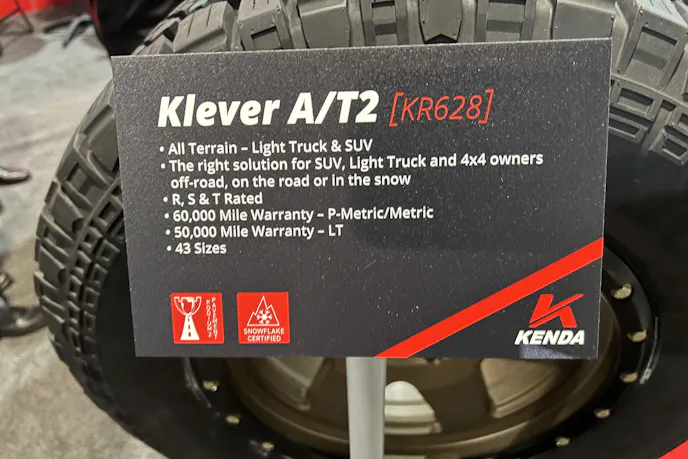 Klever A/T2 [KR628]
• All Terrain – Light Truck & SUV
• The right solution for SUV, Light Truck and 4x4 owners
off-road, on the road or in the snow
• R, S & T Rated
• 60,000 Mile Warranty – P-Metric/Metric
• 50,000 Mile Warranty – LT
• 43 Sizes
SNOWFLAKE
CERTIFIED
KENDA